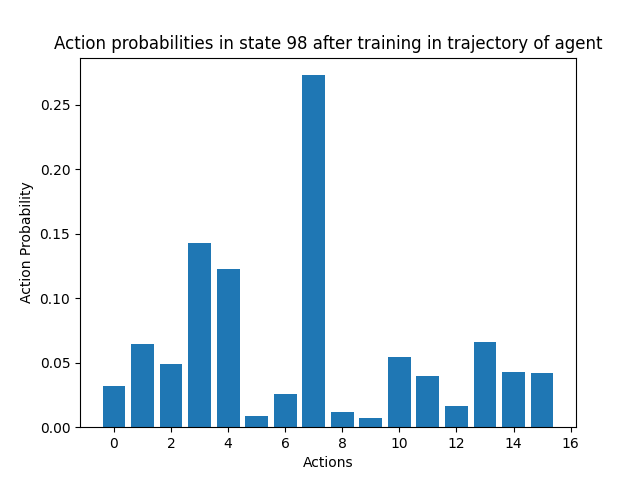 Action probabilities in state 98 after training in trajectory of agent
Action Probability
0.25
0.20
0.15
0.10
0.05
0.00
0 2 4 6 8 10 12 14 16
Actions